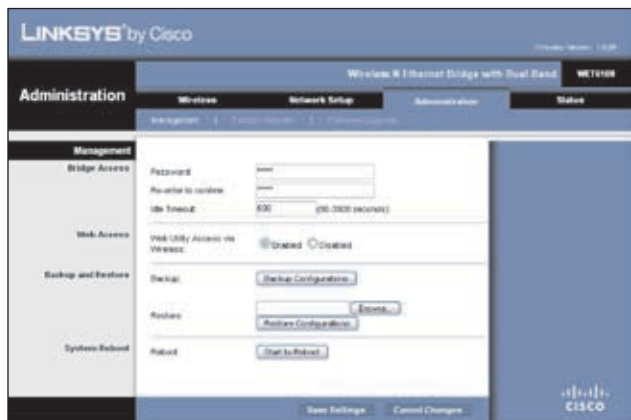 LINKSYS by Cisco
Wireless-N Ethernet Bridge with Dual-Band
Administration
Wireless
Network Setup
Administration
Status
Management
Management
Bridge Access
Password:
Re-enter to confirm:
Idle Timeout:
600
seconds)
Web Access
Web Utility Access via Wireless:
Enabled
Disabled
Backup and Restore
Backup:
Backup Configurations
Restore:
Browse...
Restore Configurations
System Reboot
Reboot:
Start to Reboot
Save Settings
Cancel Changes
CISCO